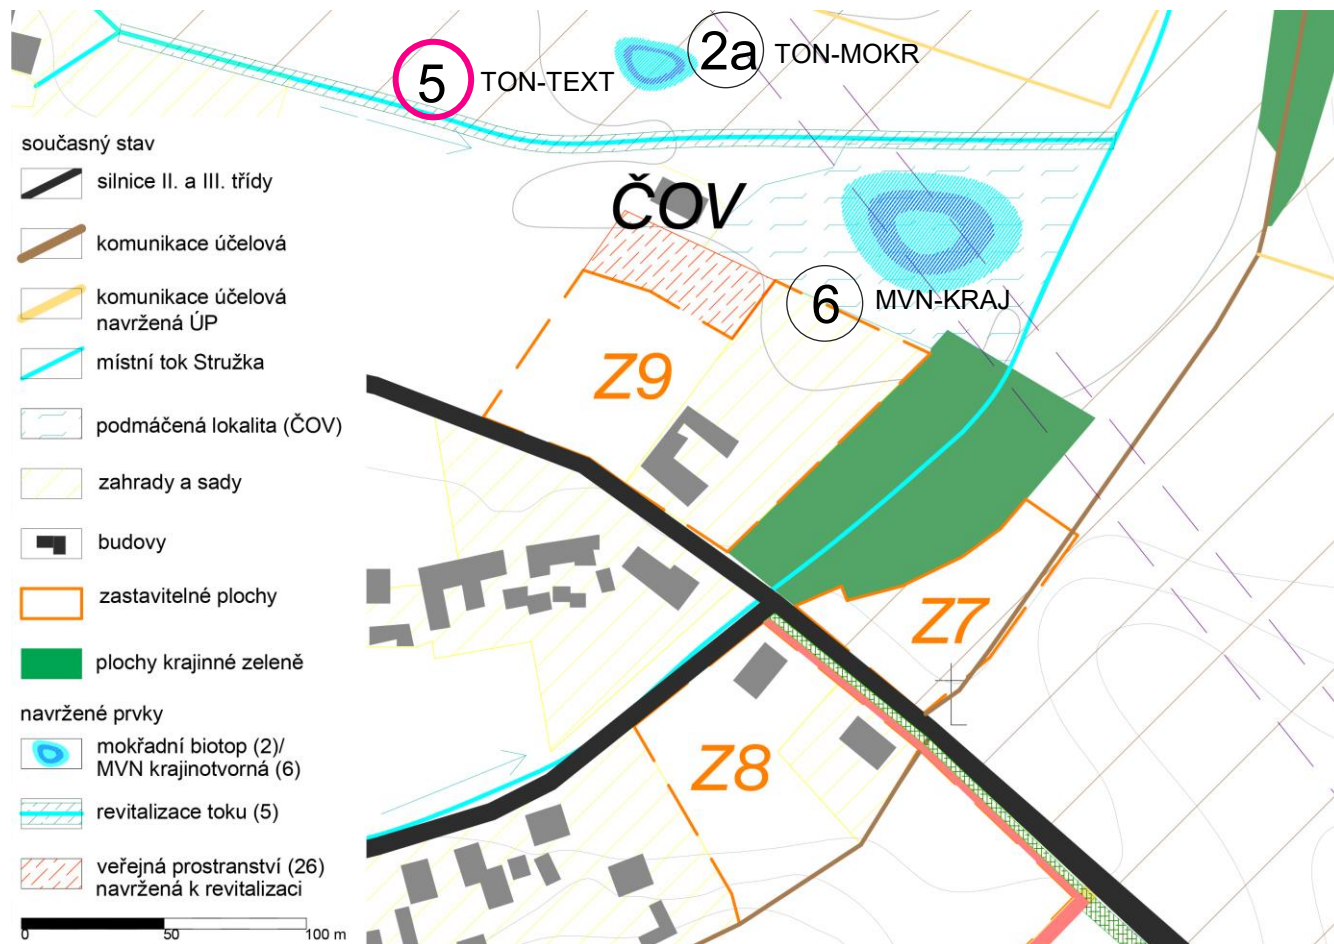 5
TON-TEXT
2a
TON-MOKR
ČOV
6
MVN-KRAJ
Z9
Z7
Z8
současný stav
silnice II. a III. třídy
komunikace účelová
komunikace účelová
navržená ÚP
místní tok Stružka
podmáčená lokalita (ČOV)
zahrady a sady
budovy
zastavitelné plochy
plochy krajinné zeleně
navržené prvky
mokřadní biotop (2)/
MVN krajinotvorná (6)
revitalizace toku (5)
veřejná prostranství (26)
navržená k revitalizaci
0 50 100 m